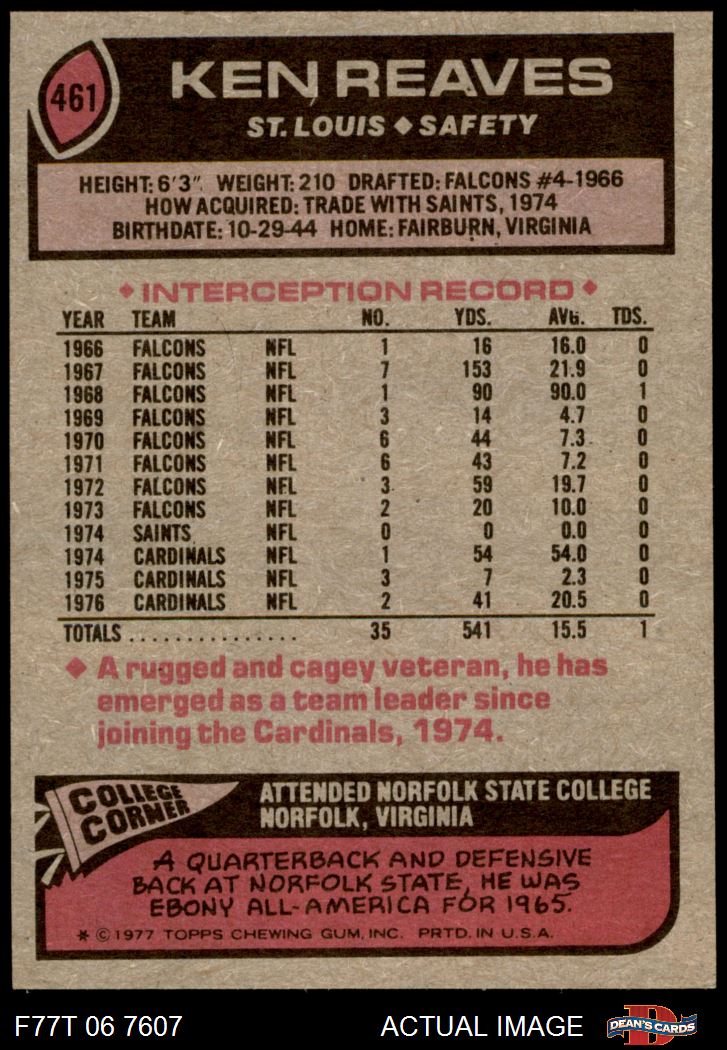 461
KEN REAVES
ST. LOUIS ◆ SAFETY
HEIGHT: 6'3" WEIGHT: 210 DRAFTED: FALCONS #4-1966
HOW ACQUIRED: TRADE WITH SAINTS, 1974
BIRTHDATE: 10-29-44 HOME: FAIRBURN, VIRGINIA
◆ INTERCEPTION RECORD ◆
YEAR TEAM NO. YDS. AVG. TDS.
1966 FALCONS NFL 1 16 16.0 0
1967 FALCONS NFL 7 153 21.9 0
1968 FALCONS NFL 1 90 90.0 1
1969 FALCONS NFL 3 14 4.7 0
1970 FALCONS NFL 6 44 7.3 0
1971 FALCONS NFL 6 43 7.2 0
1972 FALCONS NFL 3 59 19.7 0
1973 FALCONS NFL 2 20 10.0 0
1974 SAINTS NFL 0 0 0.0 0
1974 CARDINALS NFL 1 54 54.0 0
1975 CARDINALS NFL 3 7 2.3 0
1976 CARDINALS NFL 2 41 20.5 0
TOTALS ............... 35 541 15.5 1
◆ A rugged and cagey veteran, he has
emerged as a team leader since
joining the Cardinals, 1974.
COLLEGE
CORNER
ATTENDED NORFOLK STATE COLLEGE
NORFOLK, VIRGINIA
A QUARTERBACK AND DEFENSIVE
BACK AT NORFOLK STATE, HE WAS
EBONY ALL-AMERICA FOR 1965.
* © 1977 TOPPS CHEWING GUM, INC. PRTD. IN U.S.A.
F77T 06 7607 ACTUAL IMAGE
D
DEAN'S CARDS